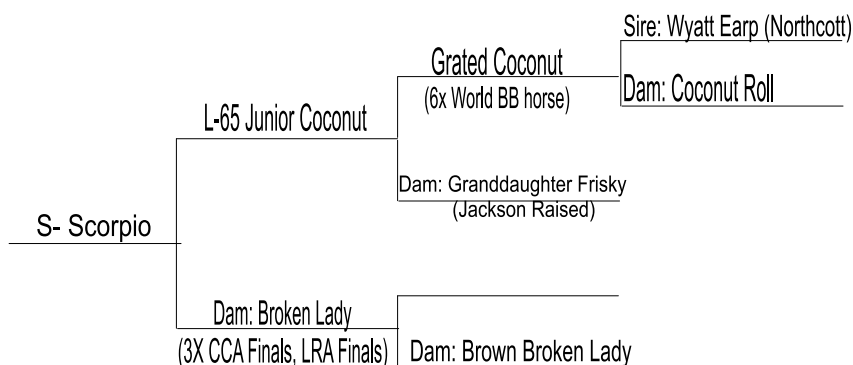 Sire: Wyatt Earp (Northcott)
Grated Coconut
(6x World BB horse)
Dam: Coconut Roll
L-65 Junior Coconut
Dam: Granddaughter Frisky
(Jackson Raised)
S- Scorpio
Dam: Broken Lady
(3X CCA Finals, LRA Finals)
Dam: Brown Broken Lady